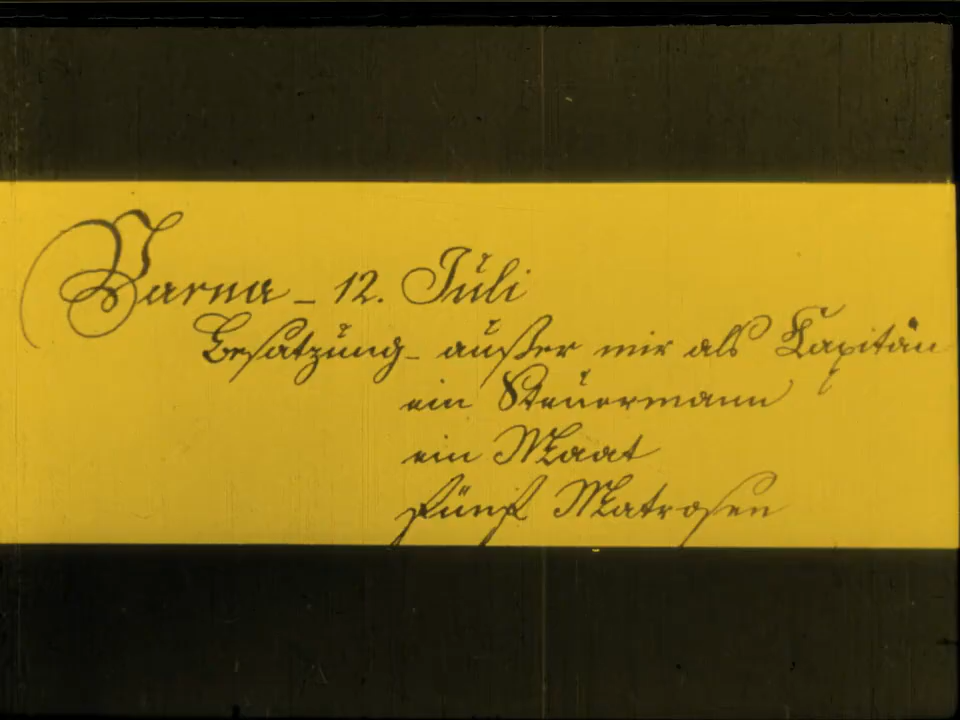 Varna – 12. Juli
Besatzung – außer mir als Kapitän
ein Steuermann
ein Maat
fünf Matrosen